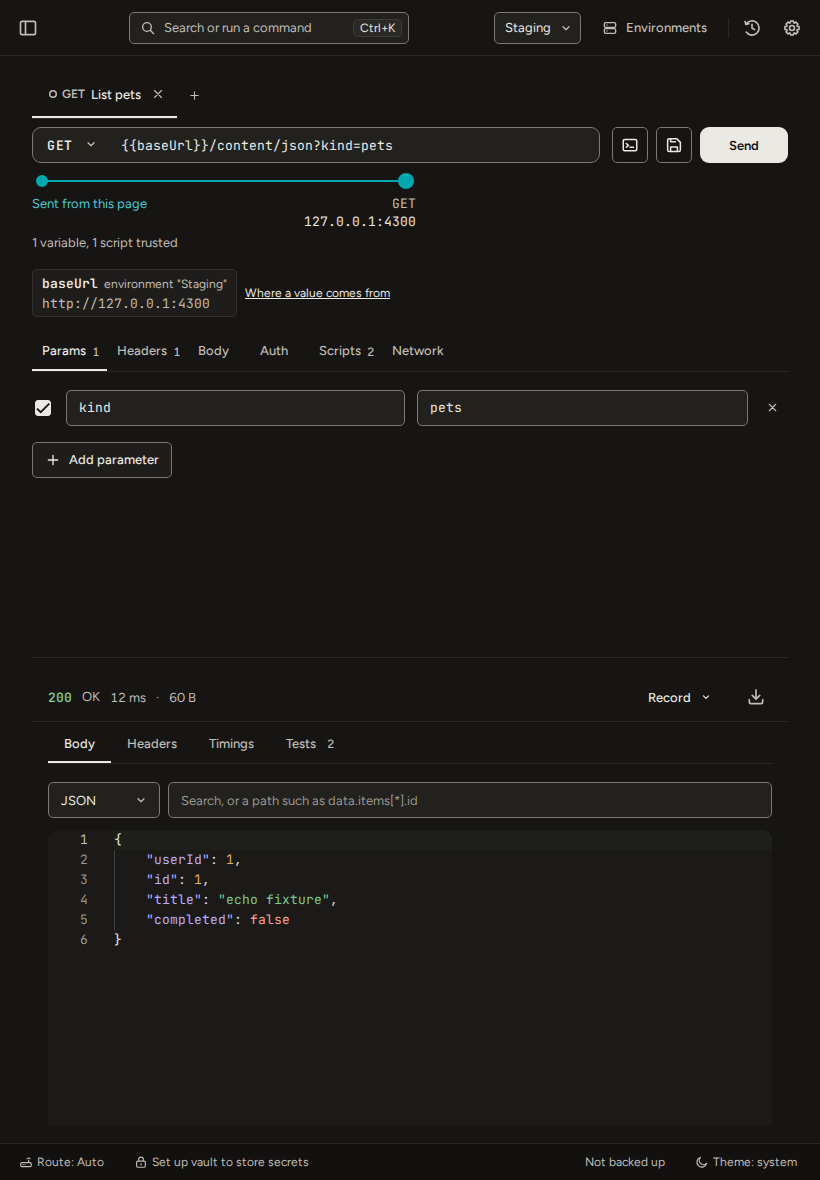 Search or run a command Ctrl+K Staging Environments
GET List pets
GET {{baseUrl}}/content/json?kind=pets Send
Sent from this page GET
127.0.0.1:4300
1 variable, 1 script trusted
baseUrl environment "Staging"
http://127.0.0.1:4300
Where a value comes from
Params 1 Headers 1 Body Auth Scripts 2 Network
kind pets
Add parameter
200 OK 12 ms · 60 B Record
Body Headers Timings Tests 2
JSON Search, or a path such as data.items[*].id
1 {
2 "userId": 1,
3 "id": 1,
4 "title": "echo fixture",
5 "completed": false
6 }
Route: Auto Set up vault to store secrets Not backed up Theme: system